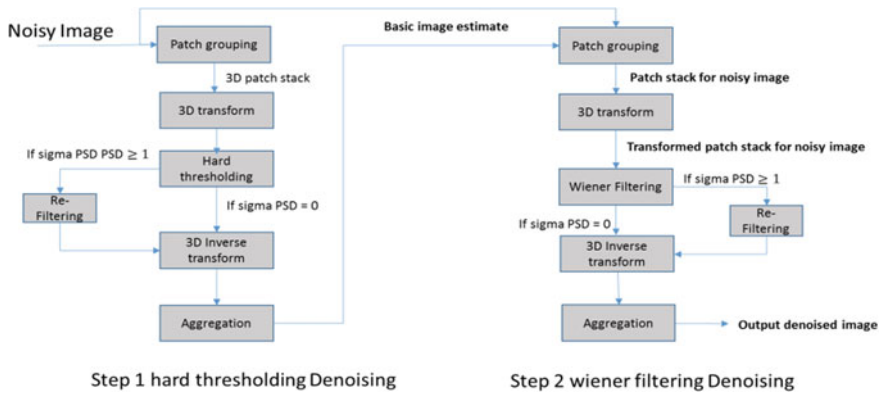 Noisy Image
Patch grouping
3D patch stack
3D transform
If sigma PSD PSD ≥ 1
Hard
thresholding
Re-
Filtering
If sigma PSD = 0
3D Inverse
transform
Aggregation
Step 1 hard thresholding Denoising
Basic image estimate
Patch grouping
Patch stack for noisy image
3D transform
Transformed patch stack for noisy image
Wiener Filtering
If sigma PSD ≥ 1
Re-
Filtering
If sigma PSD = 0
3D Inverse
transform
Aggregation
Output denoised image
Step 2 wiener filtering Denoising